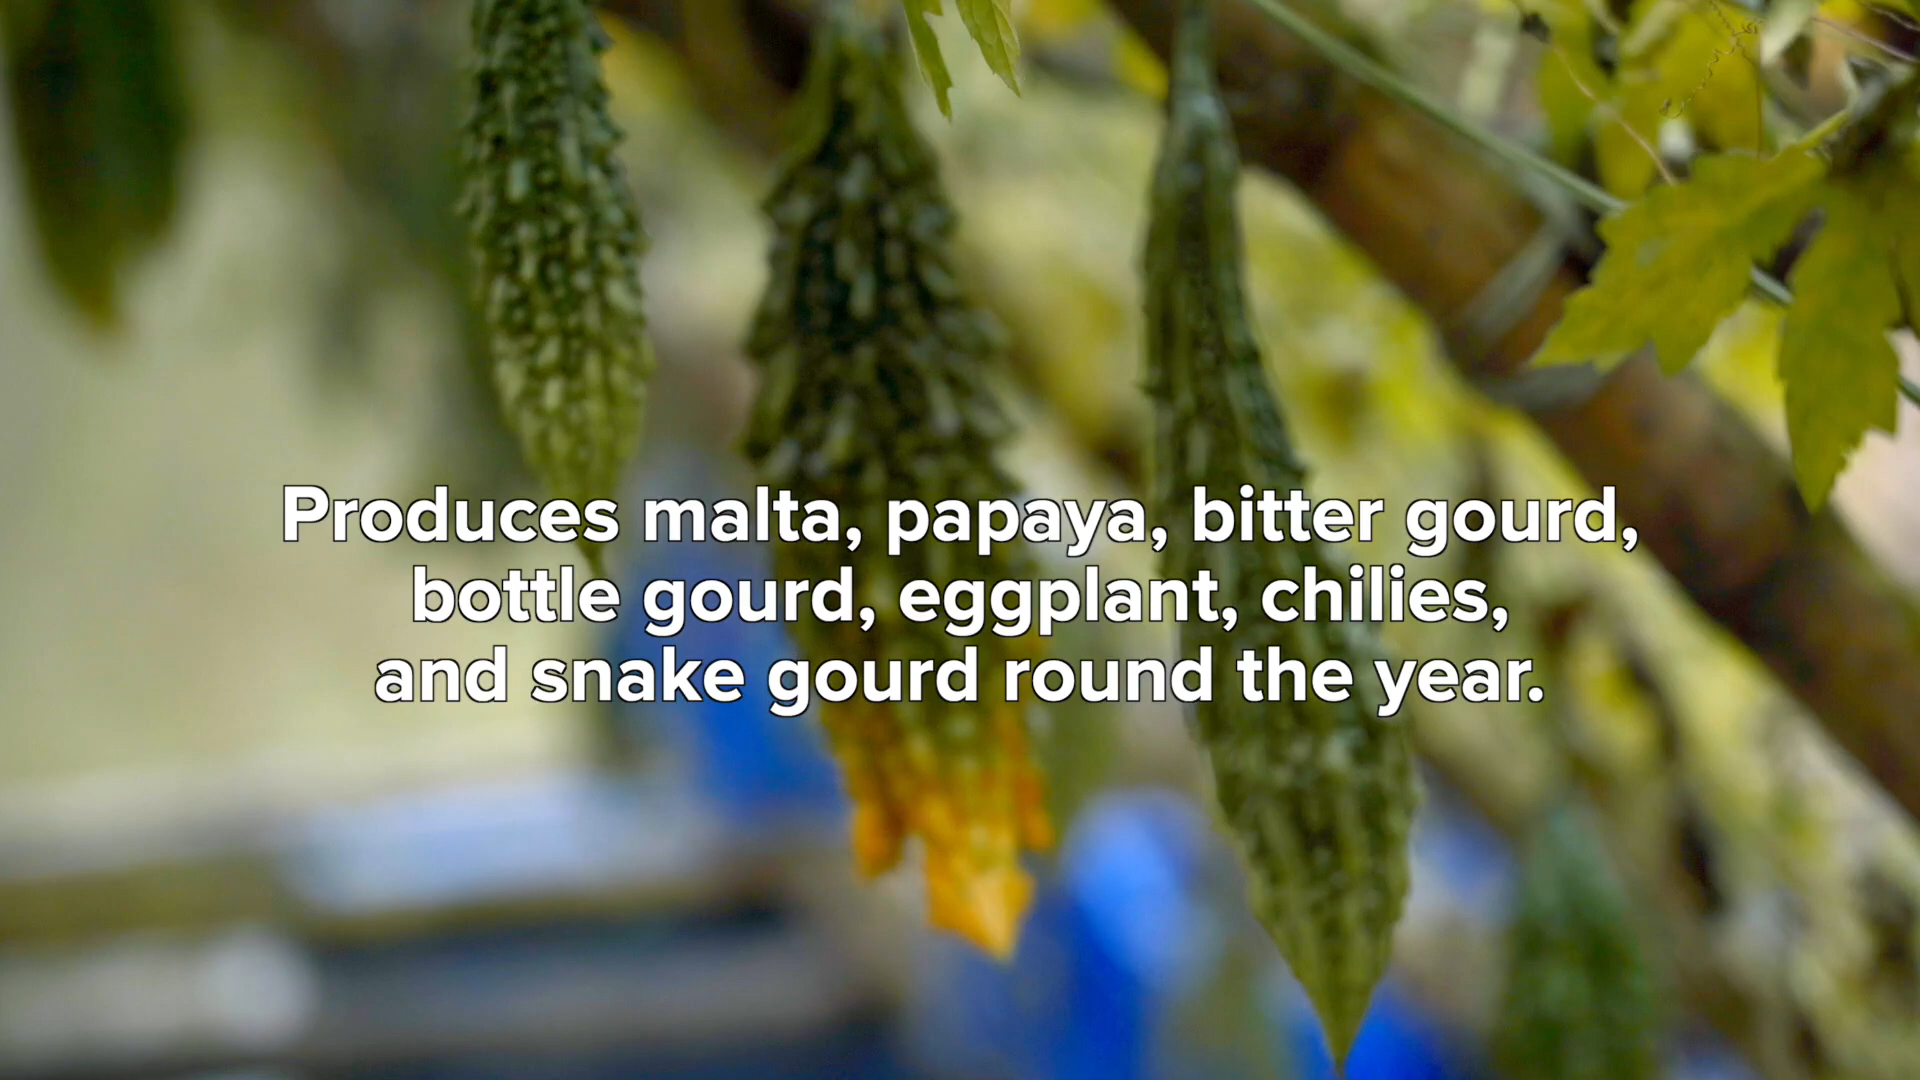 Produces malta, papaya, bitter gourd,
bottle gourd, eggplant, chilies,
and snake gourd round the year.